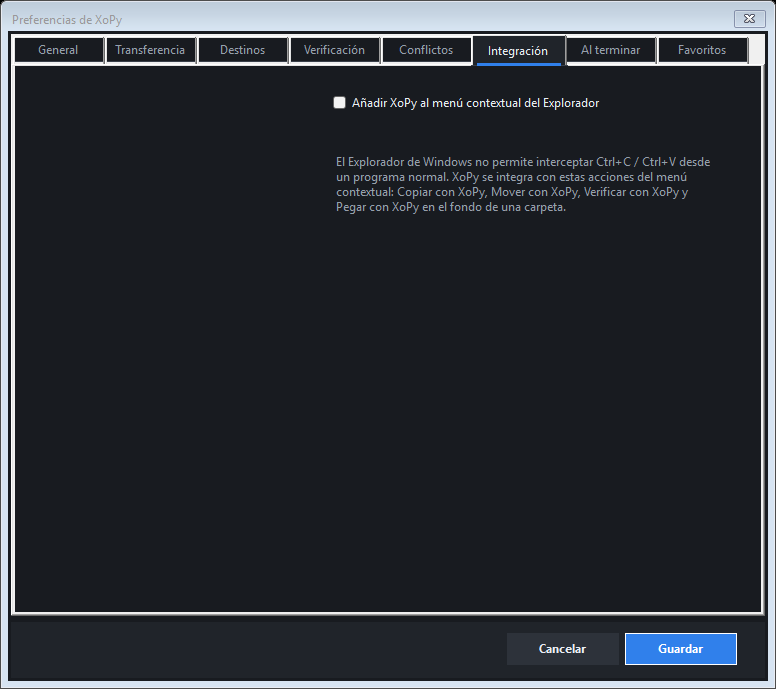 Preferencias de XoPy
General Transferencia Destinos Verificación Conflictos Integración Al terminar Favoritos
Añadir XoPy al menú contextual del Explorador
El Explorador de Windows no permite interceptar Ctrl+C / Ctrl+V desde
un programa normal. XoPy se integra con estas acciones del menú
contextual: Copiar con XoPy, Mover con XoPy, Verificar con XoPy y
Pegar con XoPy en el fondo de una carpeta.
Cancelar Guardar